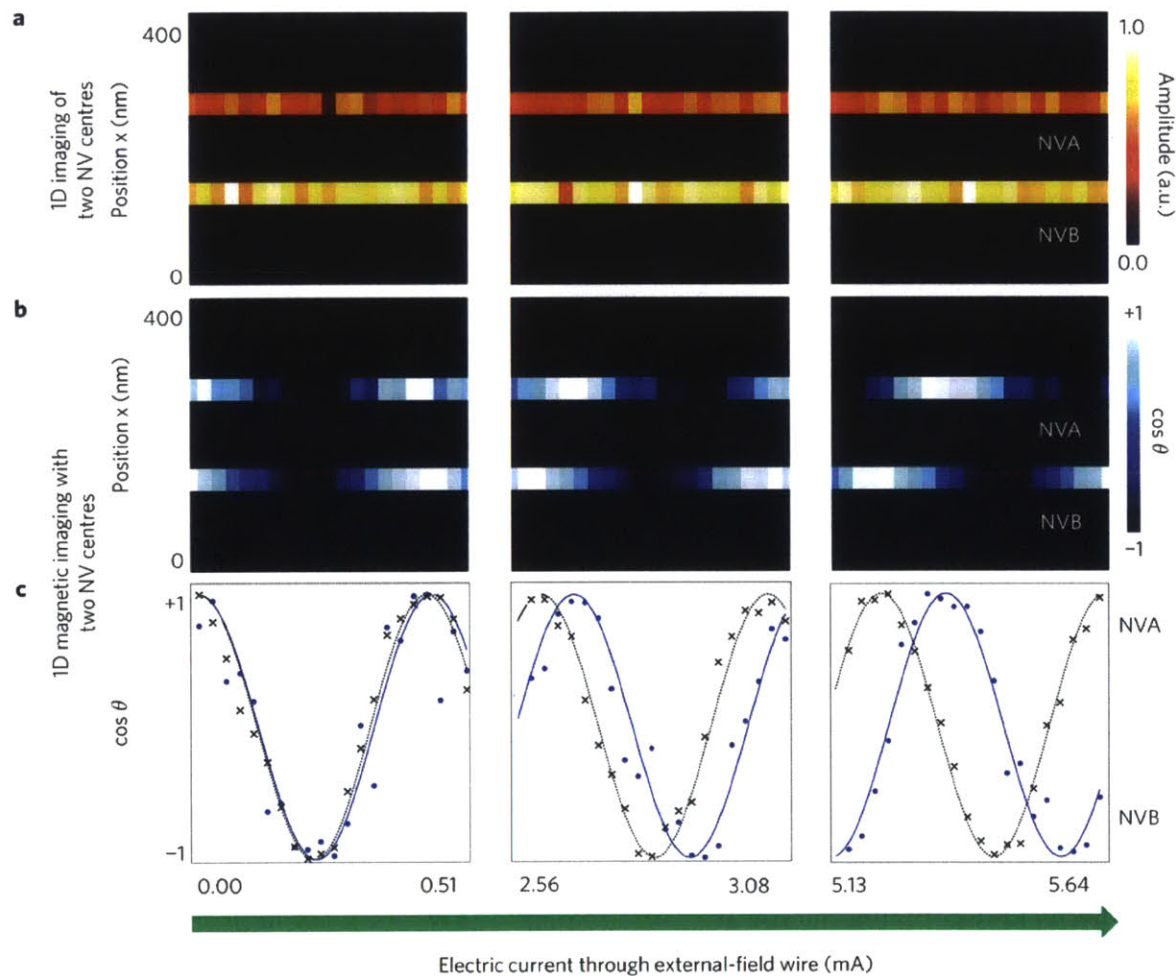 a
1D imaging of
two NV centres
Position x (nm)
400
0
NVA
NVB
1.0
Amplitude (a.u.)
0.0
b
1D magnetic imaging with
two NV centres
Position x (nm)
400
0
NVA
NVB
+1
cos θ
−1
c
cos θ
+1
−1
NVA
NVB
0.00 0.51 2.56 3.08 5.13 5.64
Electric current through external-field wire (mA)